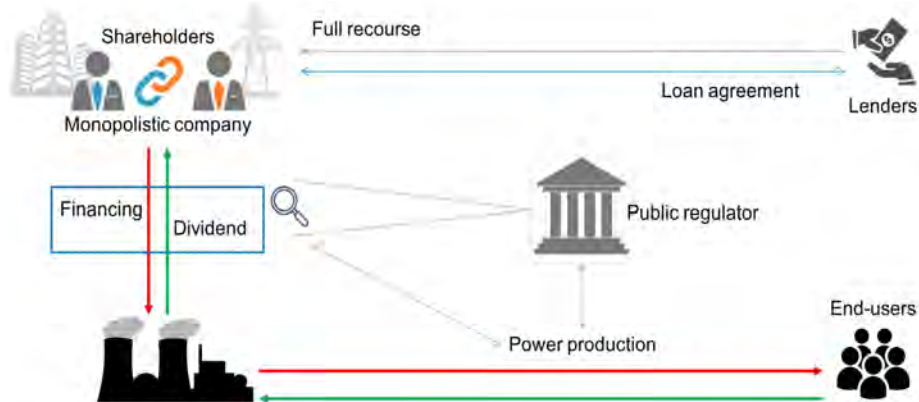 Shareholders
Full recourse
Loan agreement
Lenders
Monopolistic company
Financing
Dividend
Public regulator
End-users
Power production